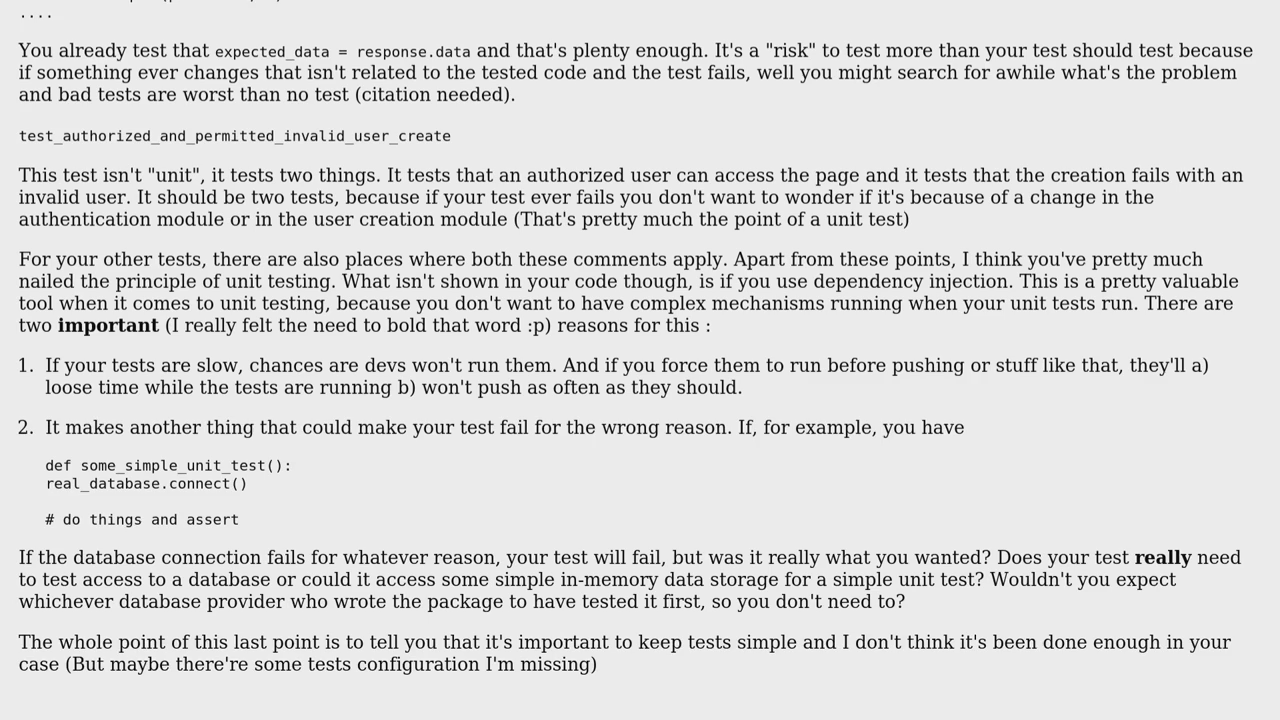 ....
You already test that expected_data = response.data and that's plenty enough. It's a "risk" to test more than your test should test because
if something ever changes that isn't related to the tested code and the test fails, well you might search for awhile what's the problem
and bad tests are worst than no test (citation needed).
test_authorized_and_permitted_invalid_user_create
This test isn't "unit", it tests two things. It tests that an authorized user can access the page and it tests that the creation fails with an
invalid user. It should be two tests, because if your test ever fails you don't want to wonder if it's because of a change in the
authentication module or in the user creation module (That's pretty much the point of a unit test)
For your other tests, there are also places where both these comments apply. Apart from these points, I think you've pretty much
nailed the principle of unit testing. What isn't shown in your code though, is if you use dependency injection. This is a pretty valuable
tool when it comes to unit testing, because you don't want to have complex mechanisms running when your unit tests run. There are
two important (I really felt the need to bold that word :p) reasons for this :
1. If your tests are slow, chances are devs won't run them. And if you force them to run before pushing or stuff like that, they'll a)
loose time while the tests are running b) won't push as often as they should.
2. It makes another thing that could make your test fail for the wrong reason. If, for example, you have
def some_simple_unit_test():
real_database.connect()
# do things and assert
If the database connection fails for whatever reason, your test will fail, but was it really what you wanted? Does your test really need
to test access to a database or could it access some simple in-memory data storage for a simple unit test? Wouldn't you expect
whichever database provider who wrote the package to have tested it first, so you don't need to?
The whole point of this last point is to tell you that it's important to keep tests simple and I don't think it's been done enough in your
case (But maybe there're some tests configuration I'm missing)